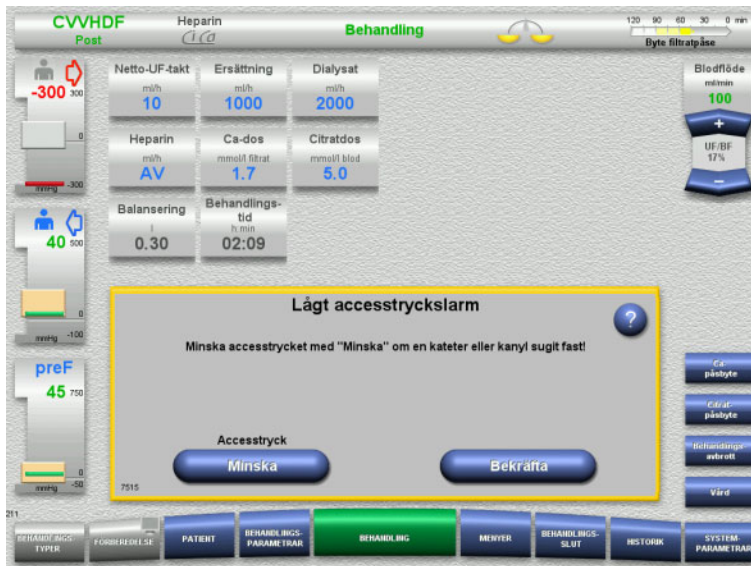 CVVHDF
Post
Heparin
Cica
Behandling
120 90 60 30 0 min
Byte filtratpåse
-300
300
0
-300
mmHg
40
500
0
-100
mmHg
preF
45
750
0
-50
mmHg
Netto-UF-takt
ml/h
10
Ersättning
ml/h
1000
Dialysat
ml/h
2000
Heparin
ml/h
AV
Ca-dos
mmol/l filtrat
1.7
Citratdos
mmol/l blod
5.0
Balansering
l
0.30
Behandlings-
tid
h:min
02:09
Blodflöde
ml/min
100
+
UF/BF
17%
−
Lågt accesstryckslarm
?
Minska accesstrycket med "Minska" om en kateter eller kanyl sugit fast!
Accesstryck
Minska
Bekräfta
7515
Ca-
påsbyte
Citrat-
påsbyte
Behandlings-
avbrott
Vård
211
BEHANDLINGS-
TYPER
FÖRBEREDELSE
PATIENT
BEHANDLINGS-
PARAMETRAR
BEHANDLING
MENYER
BEHANDLINGS-
SLUT
HISTORIK
SYSTEM-
PARAMETRAR